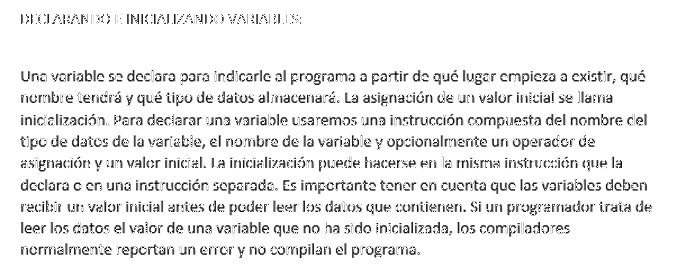 DECLARANDO E INICIALIZANDO VARIABLES:
Una variable se declara para indicarle al programa a partir de qué lugar empieza a existir, qué
nombre tendrá y qué tipo de datos almacenará. La asignación de un valor inicial se llama
inicialización. Para declarar una variable usaremos una instrucción compuesta del nombre del
tipo de datos de la variable, el nombre de la variable y opcionalmente un operador de
asignación y un valor inicial. La inicialización puede hacerse en la misma instrucción que la
declara o en una instrucción separada. Es importante tener en cuenta que las variables deben
recibir un valor inicial antes de poder leer los datos que contienen. Si un programador trata de
leer los datos el valor de una variable que no ha sido inicializada, los compiladores
normalmente reportan un error y no compilan el programa.